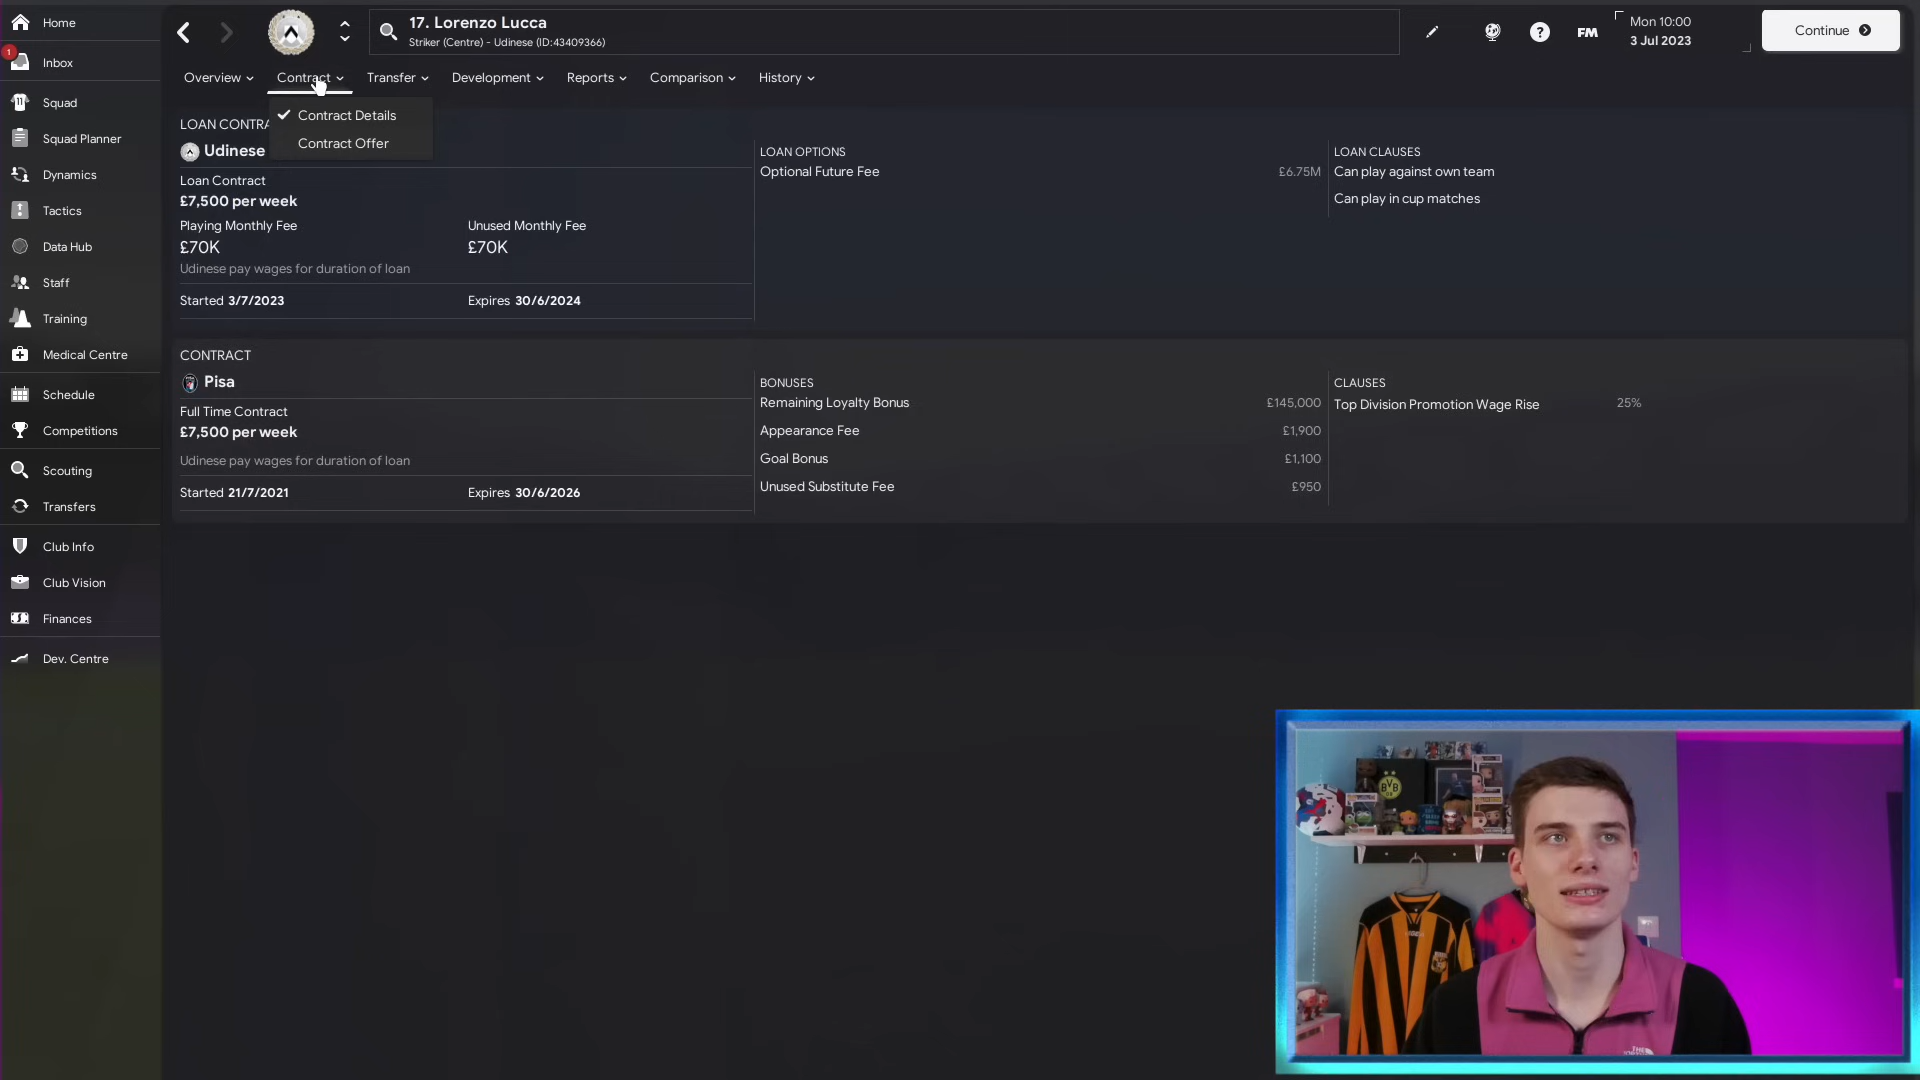 Home
1
Inbox
Squad
Squad Planner
Dynamics
Tactics
Data Hub
Staff
Training
Medical Centre
Schedule
Competitions
Scouting
Transfers
Club Info
Club Vision
Finances
Dev. Centre
17. Lorenzo Lucca
Striker (Centre) - Udinese (ID:43409366)
FM
Mon 10:00
3 Jul 2023
Continue
Overview
Contract
Transfer
Development
Reports
Comparison
History
Contract Details
Contract Offer
LOAN CONTRA
Udinese
Loan Contract
£7,500 per week
Playing Monthly Fee
£70K
Unused Monthly Fee
£70K
Udinese pay wages for duration of loan
Started 3/7/2023
Expires 30/6/2024
LOAN OPTIONS
Optional Future Fee £6.75M
LOAN CLAUSES
Can play against own team
Can play in cup matches
CONTRACT
Pisa
Full Time Contract
£7,500 per week
Udinese pay wages for duration of loan
Started 21/7/2021
Expires 30/6/2026
BONUSES
Remaining Loyalty Bonus £145,000
Appearance Fee £1,900
Goal Bonus £1,100
Unused Substitute Fee £950
CLAUSES
Top Division Promotion Wage Rise 25%
BVB
THE